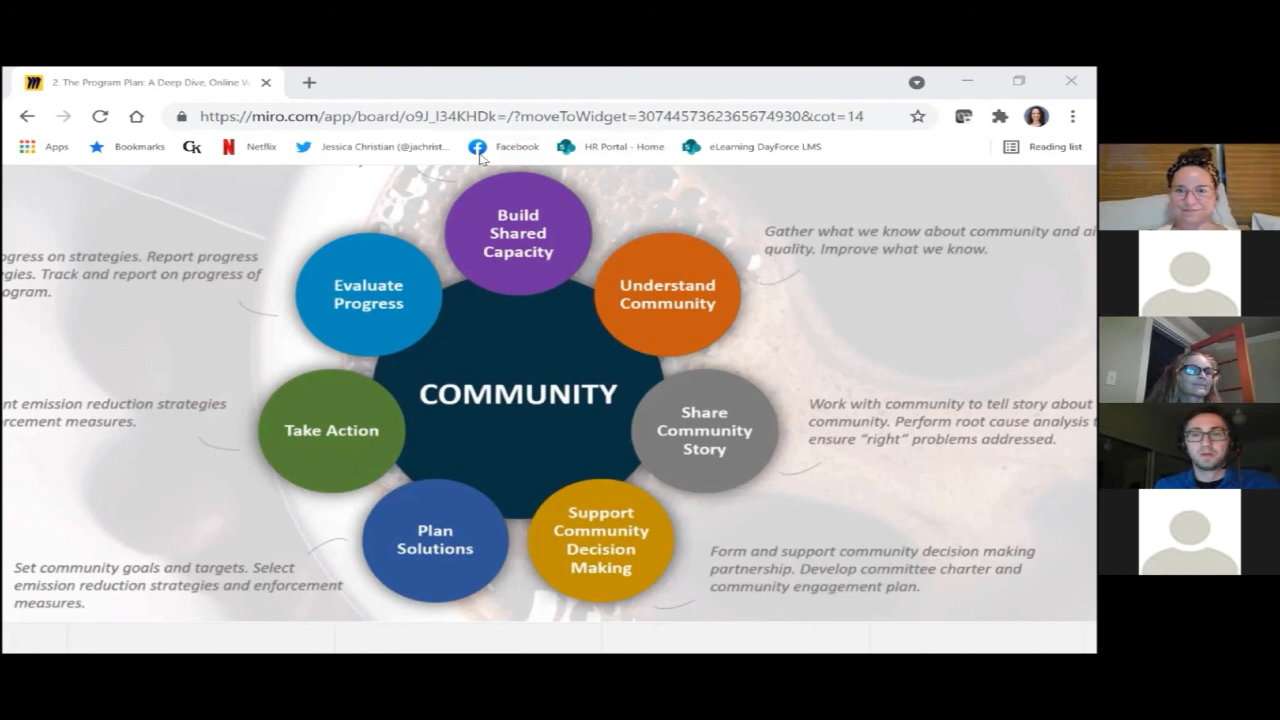 2. The Program Plan: A Deep Dive, Online W
https://miro.com/app/board/o9J_l34KHDk=/?moveToWidget=3074457362365674930&cot=14
Apps
Bookmarks
GK
Netflix
Jessica Christian (@jachrist...
Facebook
HR Portal - Home
eLearning DayForce LMS
Reading list
Build
Shared
Capacity
Gather what we know about community and ai
quality. Improve what we know.
Understand
Community
ogress on strategies. Report progress
gies. Track and report on progress of
ogram.
Evaluate
Progress
COMMUNITY
Share
Community
Story
Work with community to tell story about
community. Perform root cause analysis t
ensure “right” problems addressed.
nt emission reduction strategies
rcement measures.
Take Action
Support
Community
Decision
Making
Form and support community decision making
partnership. Develop committee charter and
community engagement plan.
Plan
Solutions
Set community goals and targets. Select
emission reduction strategies and enforcement
measures.